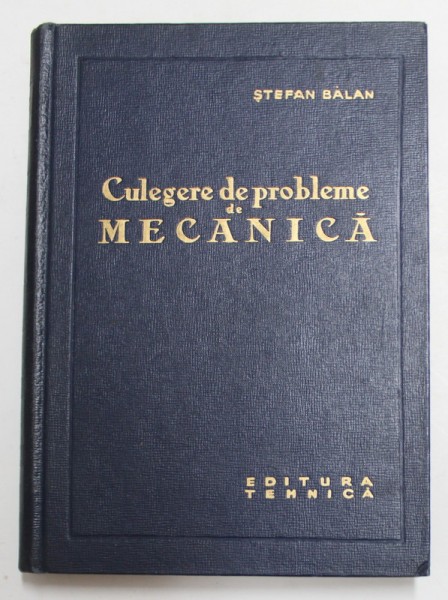 ŞTEFAN BĂLAN
Culegere de probleme
de
MECANICĂ
EDITURA
TEHNICĂ